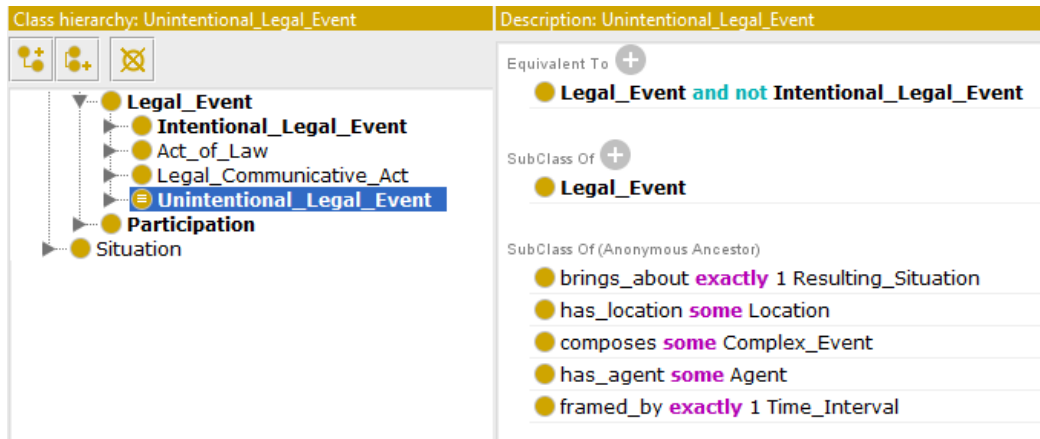 Class hierarchy: Unintentional_Legal_Event
Legal_Event
Intentional_Legal_Event
Act_of_Law
Legal_Communicative_Act
Unintentional_Legal_Event
Participation
Situation
Description: Unintentional_Legal_Event
Equivalent To
Legal_Event and not Intentional_Legal_Event
SubClass Of
Legal_Event
SubClass Of (Anonymous Ancestor)
brings_about exactly 1 Resulting_Situation
has_location some Location
composes some Complex_Event
has_agent some Agent
framed_by exactly 1 Time_Interval